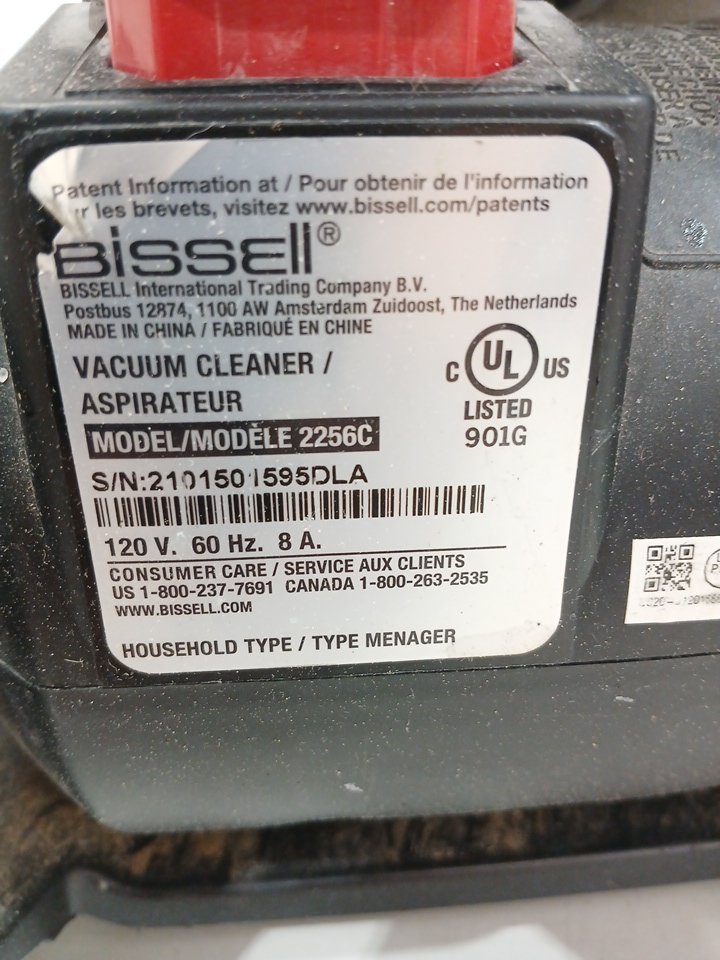 Patent Information at / Pour obtenir de l'information
les brevets, visitez www.bissell.com/patents
BISSELL®
BISSELL International Trading Company B.V.
Postbus 12874, 1100 AW Amsterdam Zuidoost, The Netherlands
MADE IN CHINA / FABRIQUÉ EN CHINE
VACUUM CLEANER /
ASPIRATEUR
C UL US
LISTED
901G
MODEL/MODÈLE 2256C
S/N:2101501595DLA
120 V. 60 Hz. 8 A.
CONSUMER CARE / SERVICE AUX CLIENTS
US 1-800-237-7691 CANADA 1-800-263-2535
WWW.BISSELL.COM
HOUSEHOLD TYPE / TYPE MENAGER